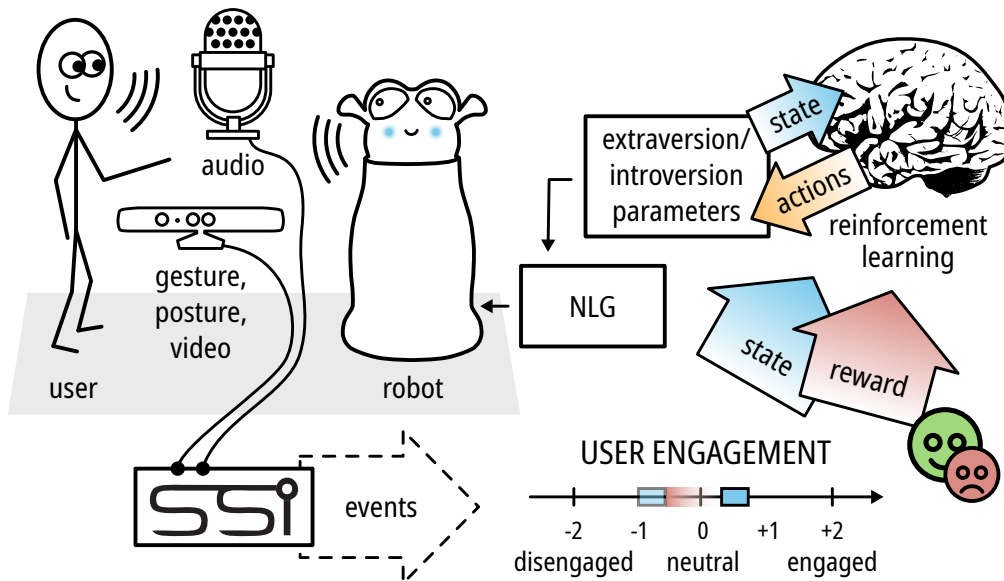 audio
gesture,
posture,
video
user
robot
extraversion/
introversion
parameters
state
actions
reinforcement
learning
NLG
state
reward
SSI
events
USER ENGAGEMENT
-2 -1 0 +1 +2
disengaged neutral engaged